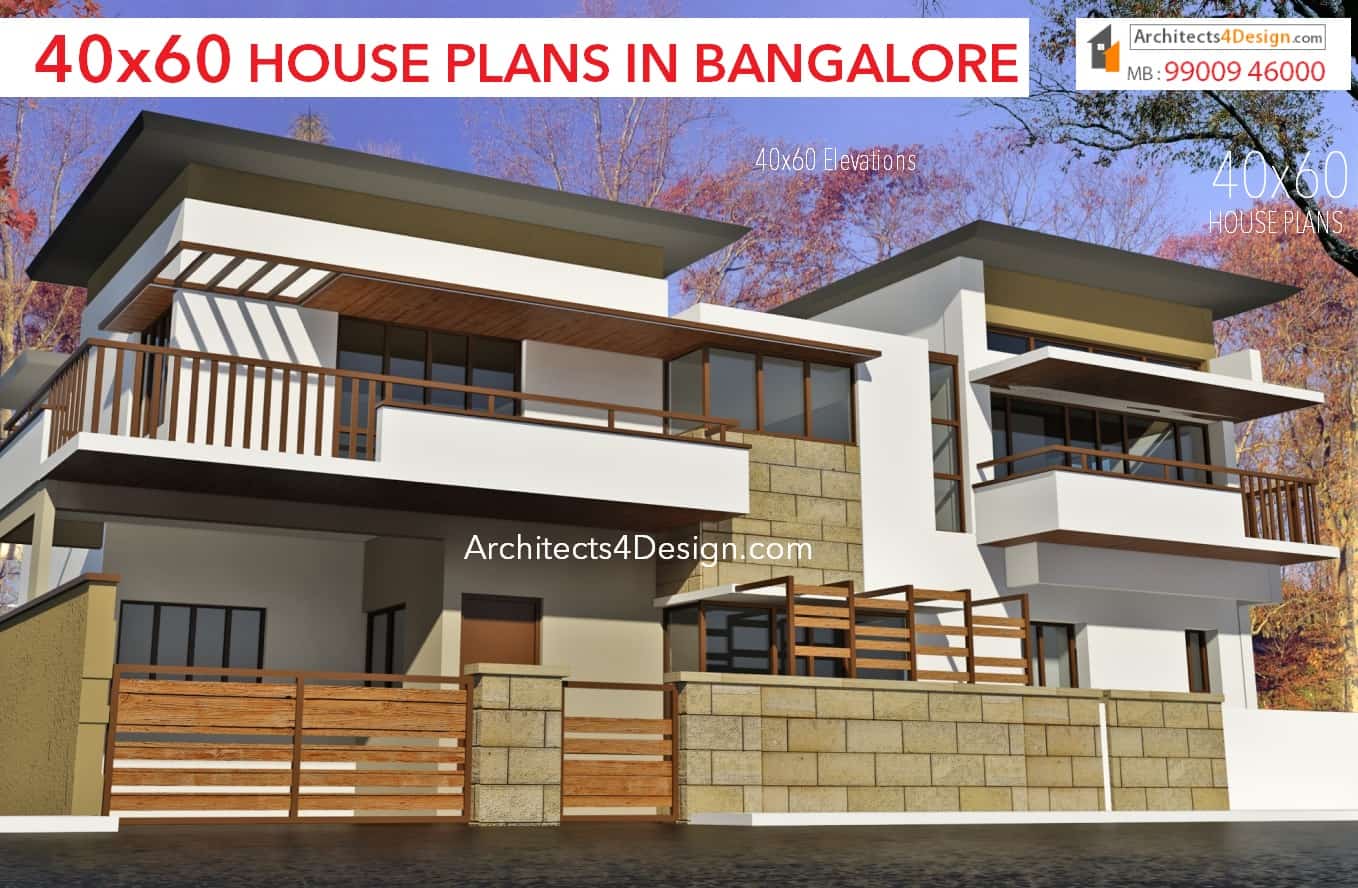 40x60 HOUSE PLANS IN BANGALORE
Architects4Design.com
MB : 99009 46000
40x60 Elevations
40x60
HOUSE PLANS
Architects4Design.com